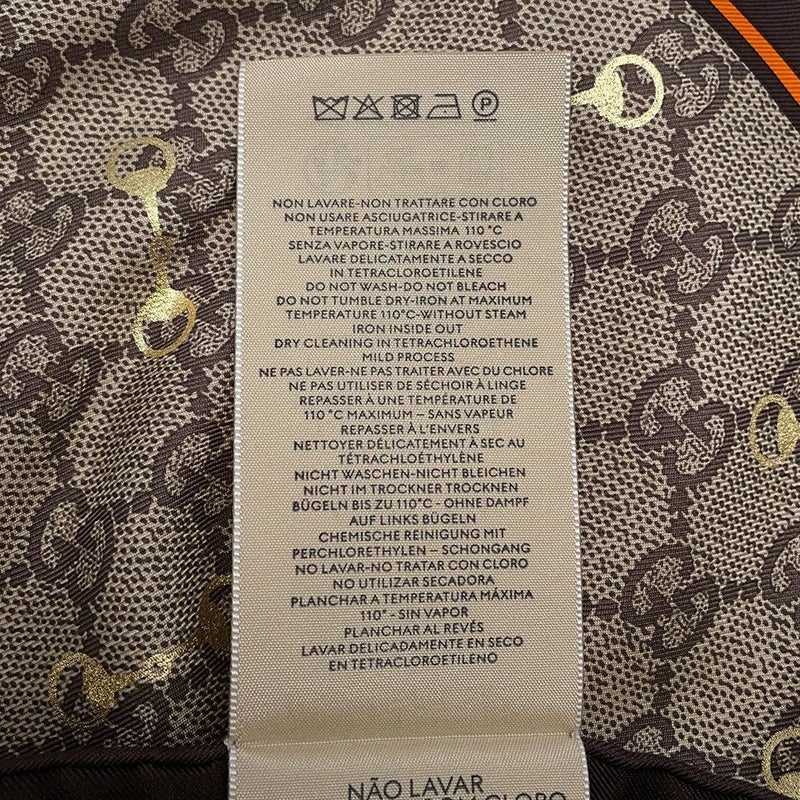 P
NON LAVARE-NON TRATTARE CON CLORO
NON USARE ASCIUGATRICE-STIRARE A
TEMPERATURA MASSIMA 110 °C
SENZA VAPORE-STIRARE A ROVESCIO
LAVARE DELICATAMENTE A SECCO
IN TETRACLOROETILENE
DO NOT WASH-DO NOT BLEACH
DO NOT TUMBLE DRY-IRON AT MAXIMUM
TEMPERATURE 110°C-WITHOUT STEAM
IRON INSIDE OUT
DRY CLEANING IN TETRACHLOROETHENE
MILD PROCESS
NE PAS LAVER-NE PAS TRAITER AVEC DU CHLORE
NE PAS UTILISER DE SÉCHOIR À LINGE
REPASSER À UNE TEMPÉRATURE DE
110 °C MAXIMUM – SANS VAPEUR
REPASSER À L'ENVERS
NETTOYER DÉLICATEMENT À SEC AU
TÉTRACHLOÉTHYLÈNE
NICHT WASCHEN-NICHT BLEICHEN
NICHT IM TROCKNER TROCKNEN
BÜGELN BIS ZU 110°C - OHNE DAMPF
AUF LINKS BÜGELN
CHEMISCHE REINIGUNG MIT
PERCHLORETHYLEN – SCHONGANG
NO LAVAR-NO TRATAR CON CLORO
NO UTILIZAR SECADORA
PLANCHAR A TEMPERATURA MÁXIMA
110° - SIN VAPOR
PLANCHAR AL REVÉS
LAVAR DELICADAMENTE EN SECO
EN TETRACLOROETILENO
NÃO LAVAR
COM CLORO